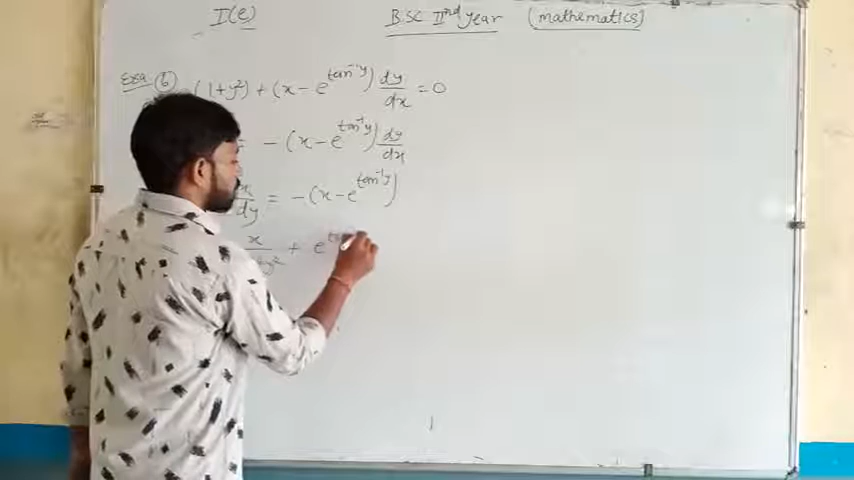 I(e) BSC IInd year (mathematics)
Exa. ⑥ (1+y²) + (x - e^tan⁻¹y) dy/dx = 0
= - (x - e^tan⁻¹y) dy/dx
dy = - (x - e^tan⁻¹y)
x + e